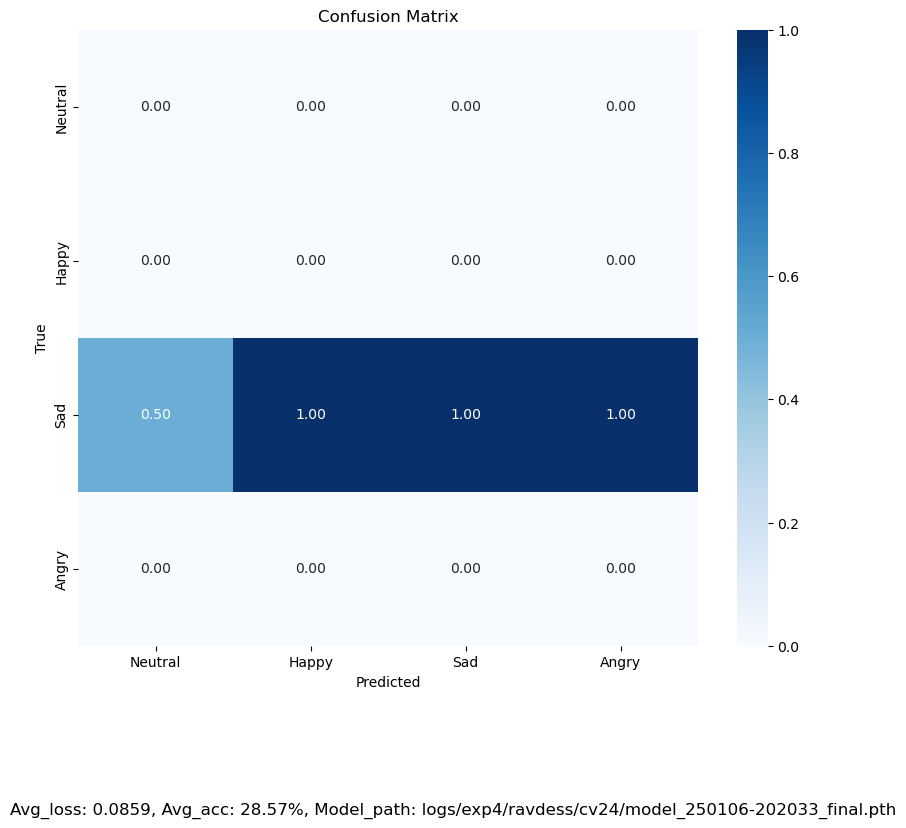 Confusion Matrix
Neutral 0.00 0.00 0.00 0.00
Happy 0.00 0.00 0.00 0.00
Sad 0.50 1.00 1.00 1.00
Angry 0.00 0.00 0.00 0.00
True
Neutral Happy Sad Angry
Predicted
1.0
0.8
0.6
0.4
0.2
0.0
Avg_loss: 0.0859, Avg_acc: 28.57%, Model_path: logs/exp4/ravdess/cv24/model_250106-202033_final.pth